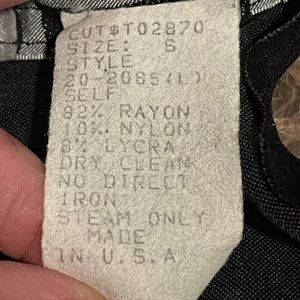 CUT$T02870
SIZE: S
STYLE
20-2085(L)
SELF
82% RAYON
10% NYLON
8% LYCRA
DRY CLEAN
NO DIRECT
IRON
STEAM ONLY
MADE
IN U.S.A